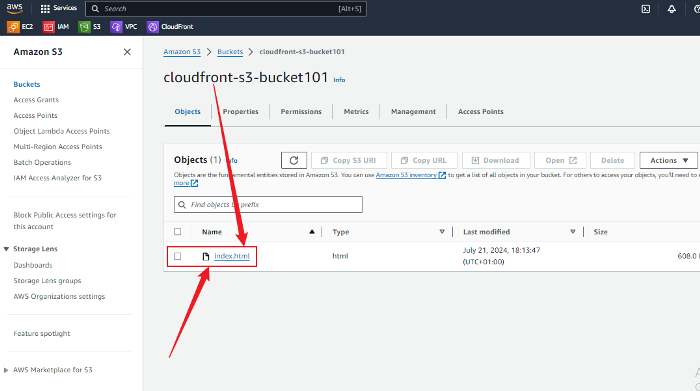 aws
Services
Search
[Alt+S]
EC2
IAM
S3
VPC
CloudFront
Amazon S3
Buckets
Access Grants
Access Points
Object Lambda Access Points
Multi-Region Access Points
Batch Operations
IAM Access Analyzer for S3
Block Public Access settings for
this account
Storage Lens
Dashboards
Storage Lens groups
AWS Organizations settings
Feature spotlight
AWS Marketplace for S3
Amazon S3 > Buckets > cloudfront-s3-bucket101
cloudfront-s3-bucket101 Info
Objects
Properties
Permissions
Metrics
Management
Access Points
Objects (1) Info
Copy S3 URI
Copy URL
Download
Open
Delete
Actions
Objects are the fundamental entities stored in Amazon S3. You can use Amazon S3 inventory to get a list of all objects in your bucket. For others to access your objects, you'll need to
more
Find objects by prefix
Name
Type
Last modified
Size
index.html
html
July 21, 2024, 18:13:47
(UTC+01:00)
608.0